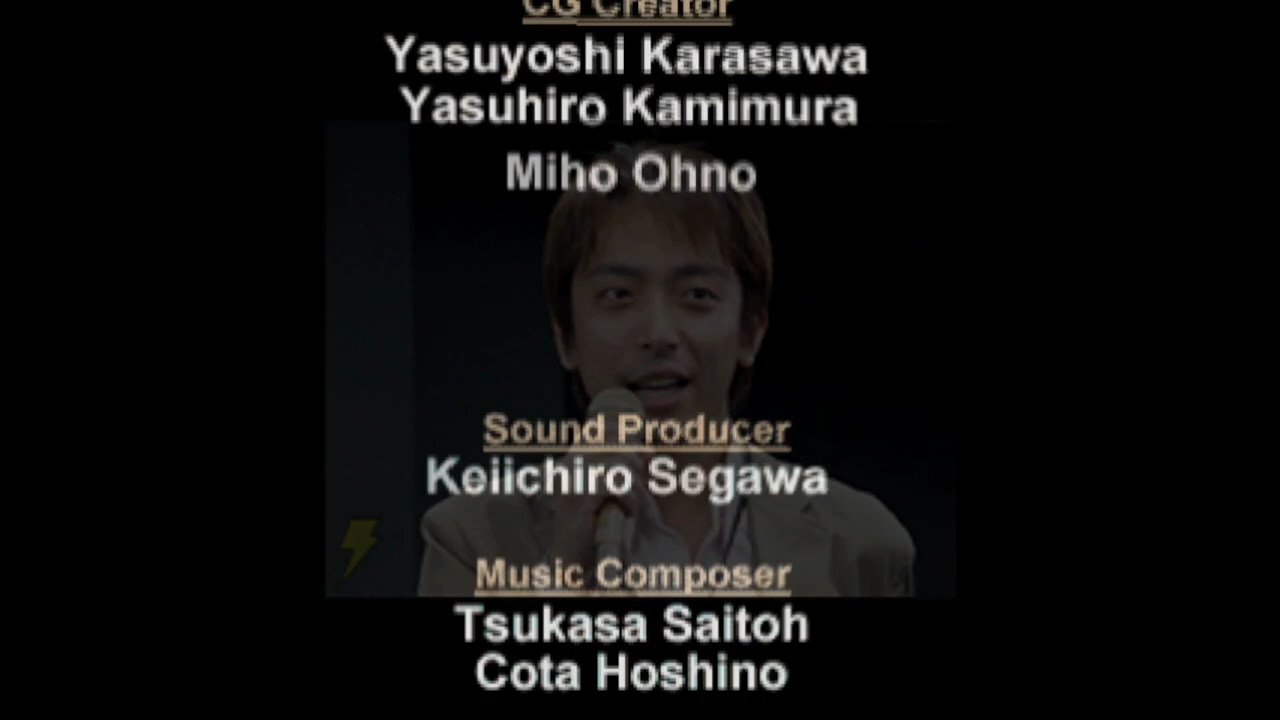 CG Creator
Yasuyoshi Karasawa
Yasuhiro Kamimura
Miho Ohno
Sound Producer
Keiichiro Segawa
Music Composer
Tsukasa Saitoh
Cota Hoshino